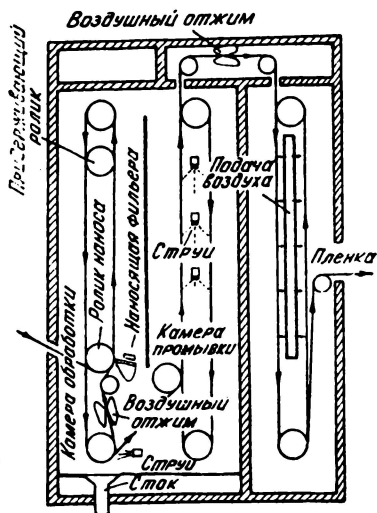 Воздушный отжим
Придерживающий
ролик
Подача
воздуха
Струи
Пленка
Ролик наноса
Наносящая фильера
Камера обработки
Камера
промывки
Воздушный
отжим
Струи
Сток